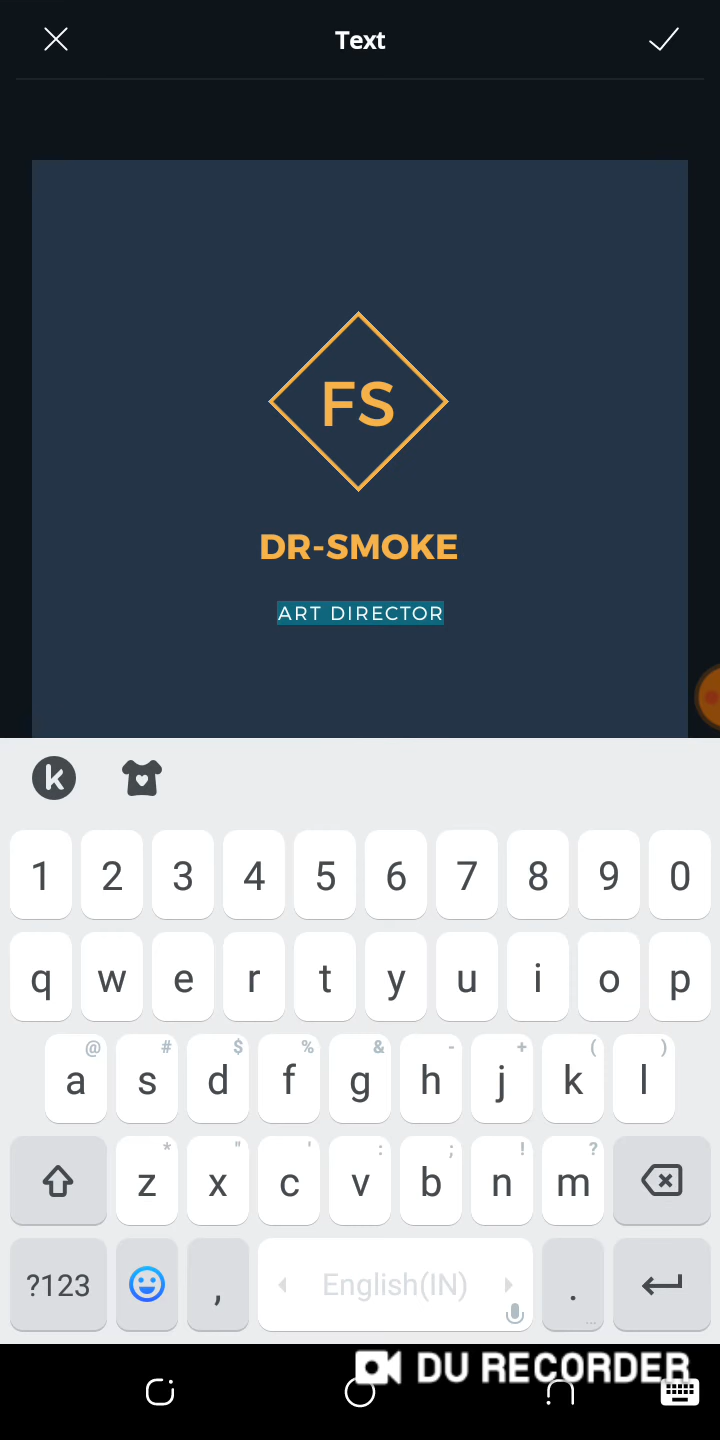 Text
FS
DR-SMOKE
ART DIRECTOR
k
1 2 3 4 5 6 7 8 9 0
q w e r t y u i o p
@ # $ % & - + ( )
a s d f g h j k l
* " ' : ; ! ?
z x c v b n m
?123 , English(IN) . ...
DU RECORDER